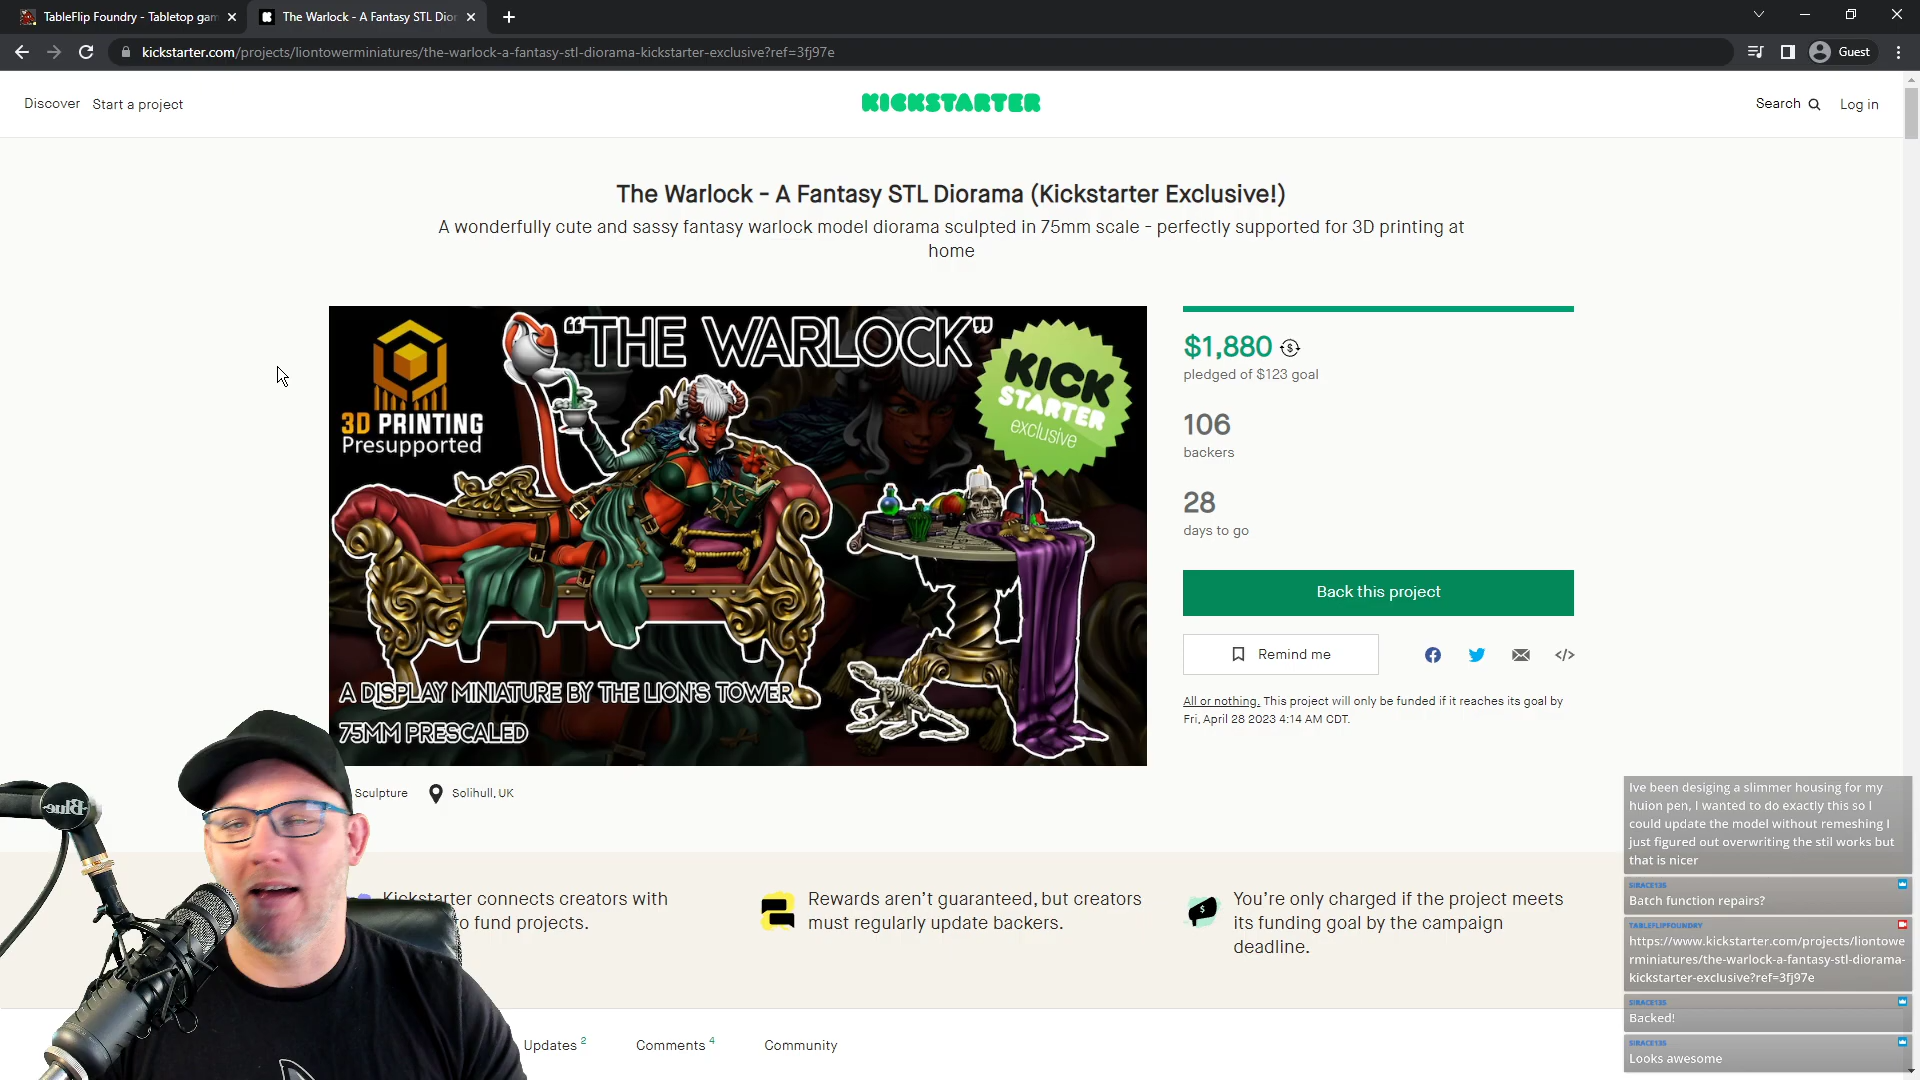 TableFlip Foundry - Tabletop gam
The Warlock - A Fantasy STL Dior
kickstarter.com/projects/liontowerminiatures/the-warlock-a-fantasy-stl-diorama-kickstarter-exclusive?ref=3fj97e
Guest
Discover Start a project
KICKSTARTER
Search Log in
The Warlock - A Fantasy STL Diorama (Kickstarter Exclusive!)
A wonderfully cute and sassy fantasy warlock model diorama sculpted in 75mm scale - perfectly supported for 3D printing at
home
"THE WARLOCK"
3D PRINTING
Presupported
KICK
STARTER
exclusive
A DISPLAY MINIATURE BY THE LION'S TOWER
75MM PRESCALED
$1,880
pledged of $123 goal
106
backers
28
days to go
Back this project
Remind me
All or nothing. This project will only be funded if it reaches its goal by
Fri, April 28 2023 4:14 AM CDT.
Sculpture Solihull, UK
Kickstarter connects creators with
to fund projects.
Rewards aren't guaranteed, but creators
must regularly update backers.
You're only charged if the project meets
its funding goal by the campaign
deadline.
Updates 2 Comments 4 Community
Blue
Ive been desiging a slimmer housing for my
huion pen, I wanted to do exactly this so I
could update the model without remeshing I
just figured out overwriting the stil works but
that is nicer
SIRACE135
Batch function repairs?
TABLEFLIPFOUNDRY
https://www.kickstarter.com/projects/liontowe
rminiatures/the-warlock-a-fantasy-stl-diorama-
kickstarter-exclusive?ref=3fj97e
SIRACE135
Backed!
SIRACE135
Looks awesome